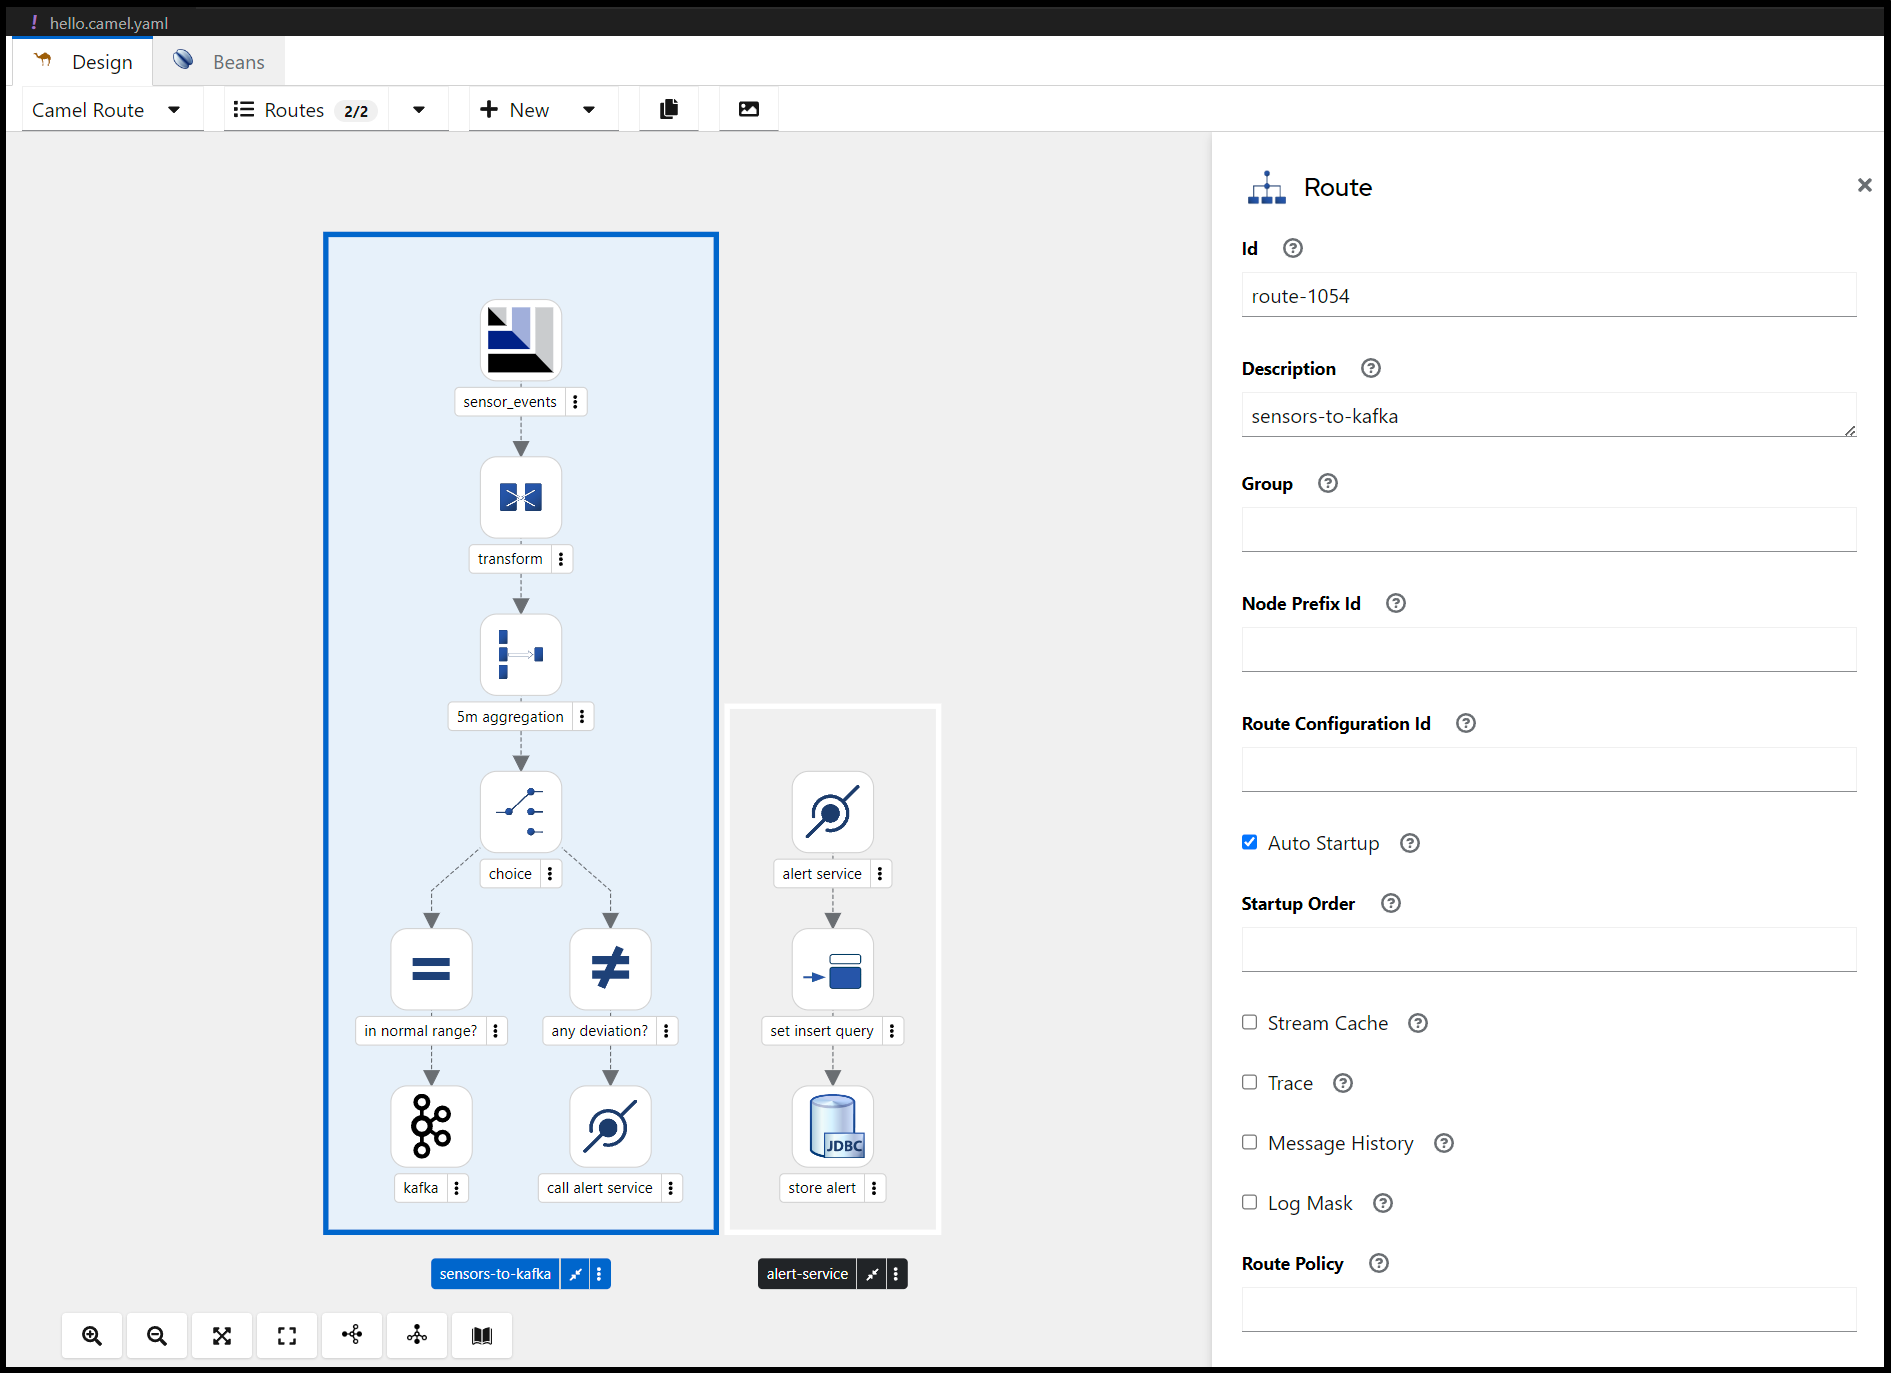 ! hello.camel.yaml
Design
Beans
Camel Route
Routes 2/2
New
sensor_events
transform
5m aggregation
choice
in normal range?
any deviation?
kafka
call alert service
sensors-to-kafka
alert service
set insert query
JDBC
store alert
alert-service
Route
Id
route-1054
Description
sensors-to-kafka
Group
Node Prefix Id
Route Configuration Id
Auto Startup
Startup Order
Stream Cache
Trace
Message History
Log Mask
Route Policy